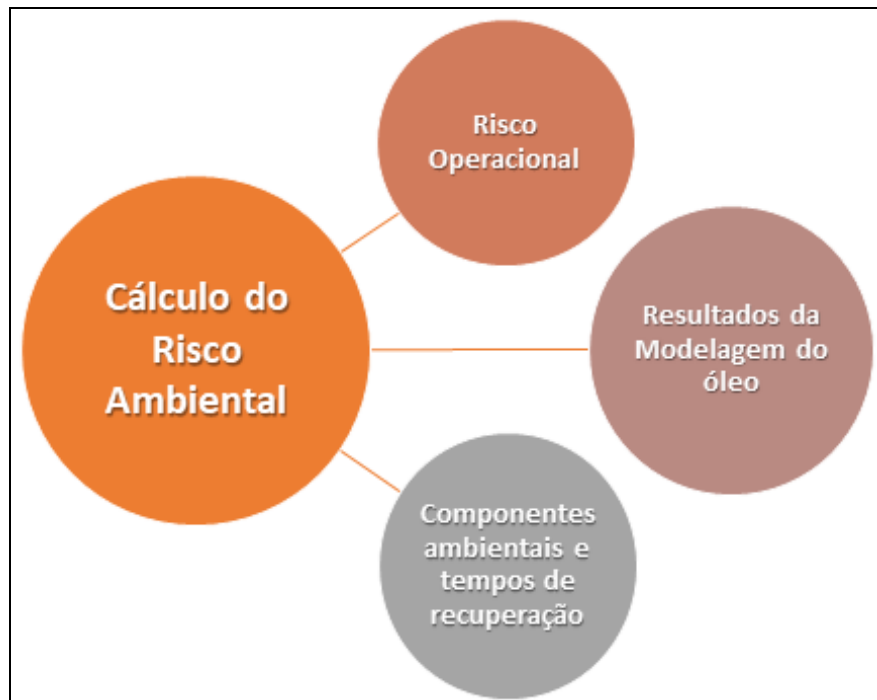 Risco
Operacional
Cálculo do
Risco
Ambiental
Resultados da
Modelagem do
óleo
Componentes
ambientais e
tempos de
recuperação